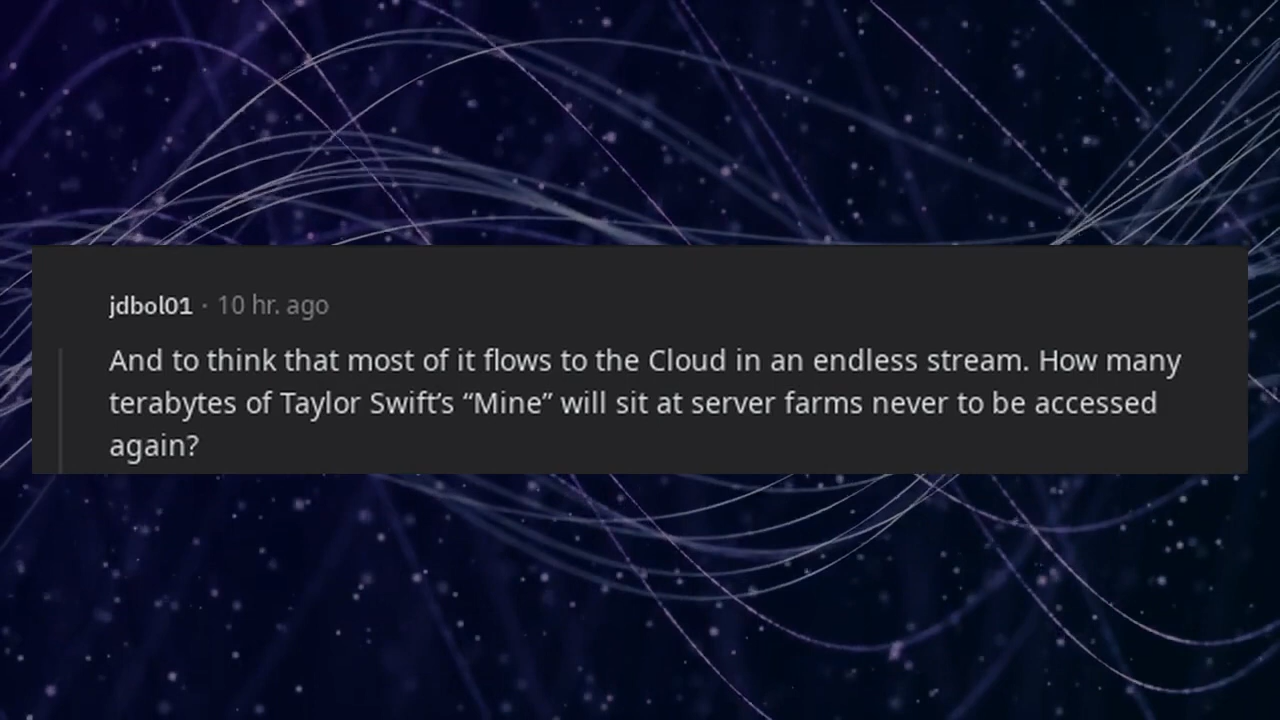 jdbol01 · 10 hr. ago
And to think that most of it flows to the Cloud in an endless stream. How many
terabytes of Taylor Swift’s “Mine” will sit at server farms never to be accessed
again?